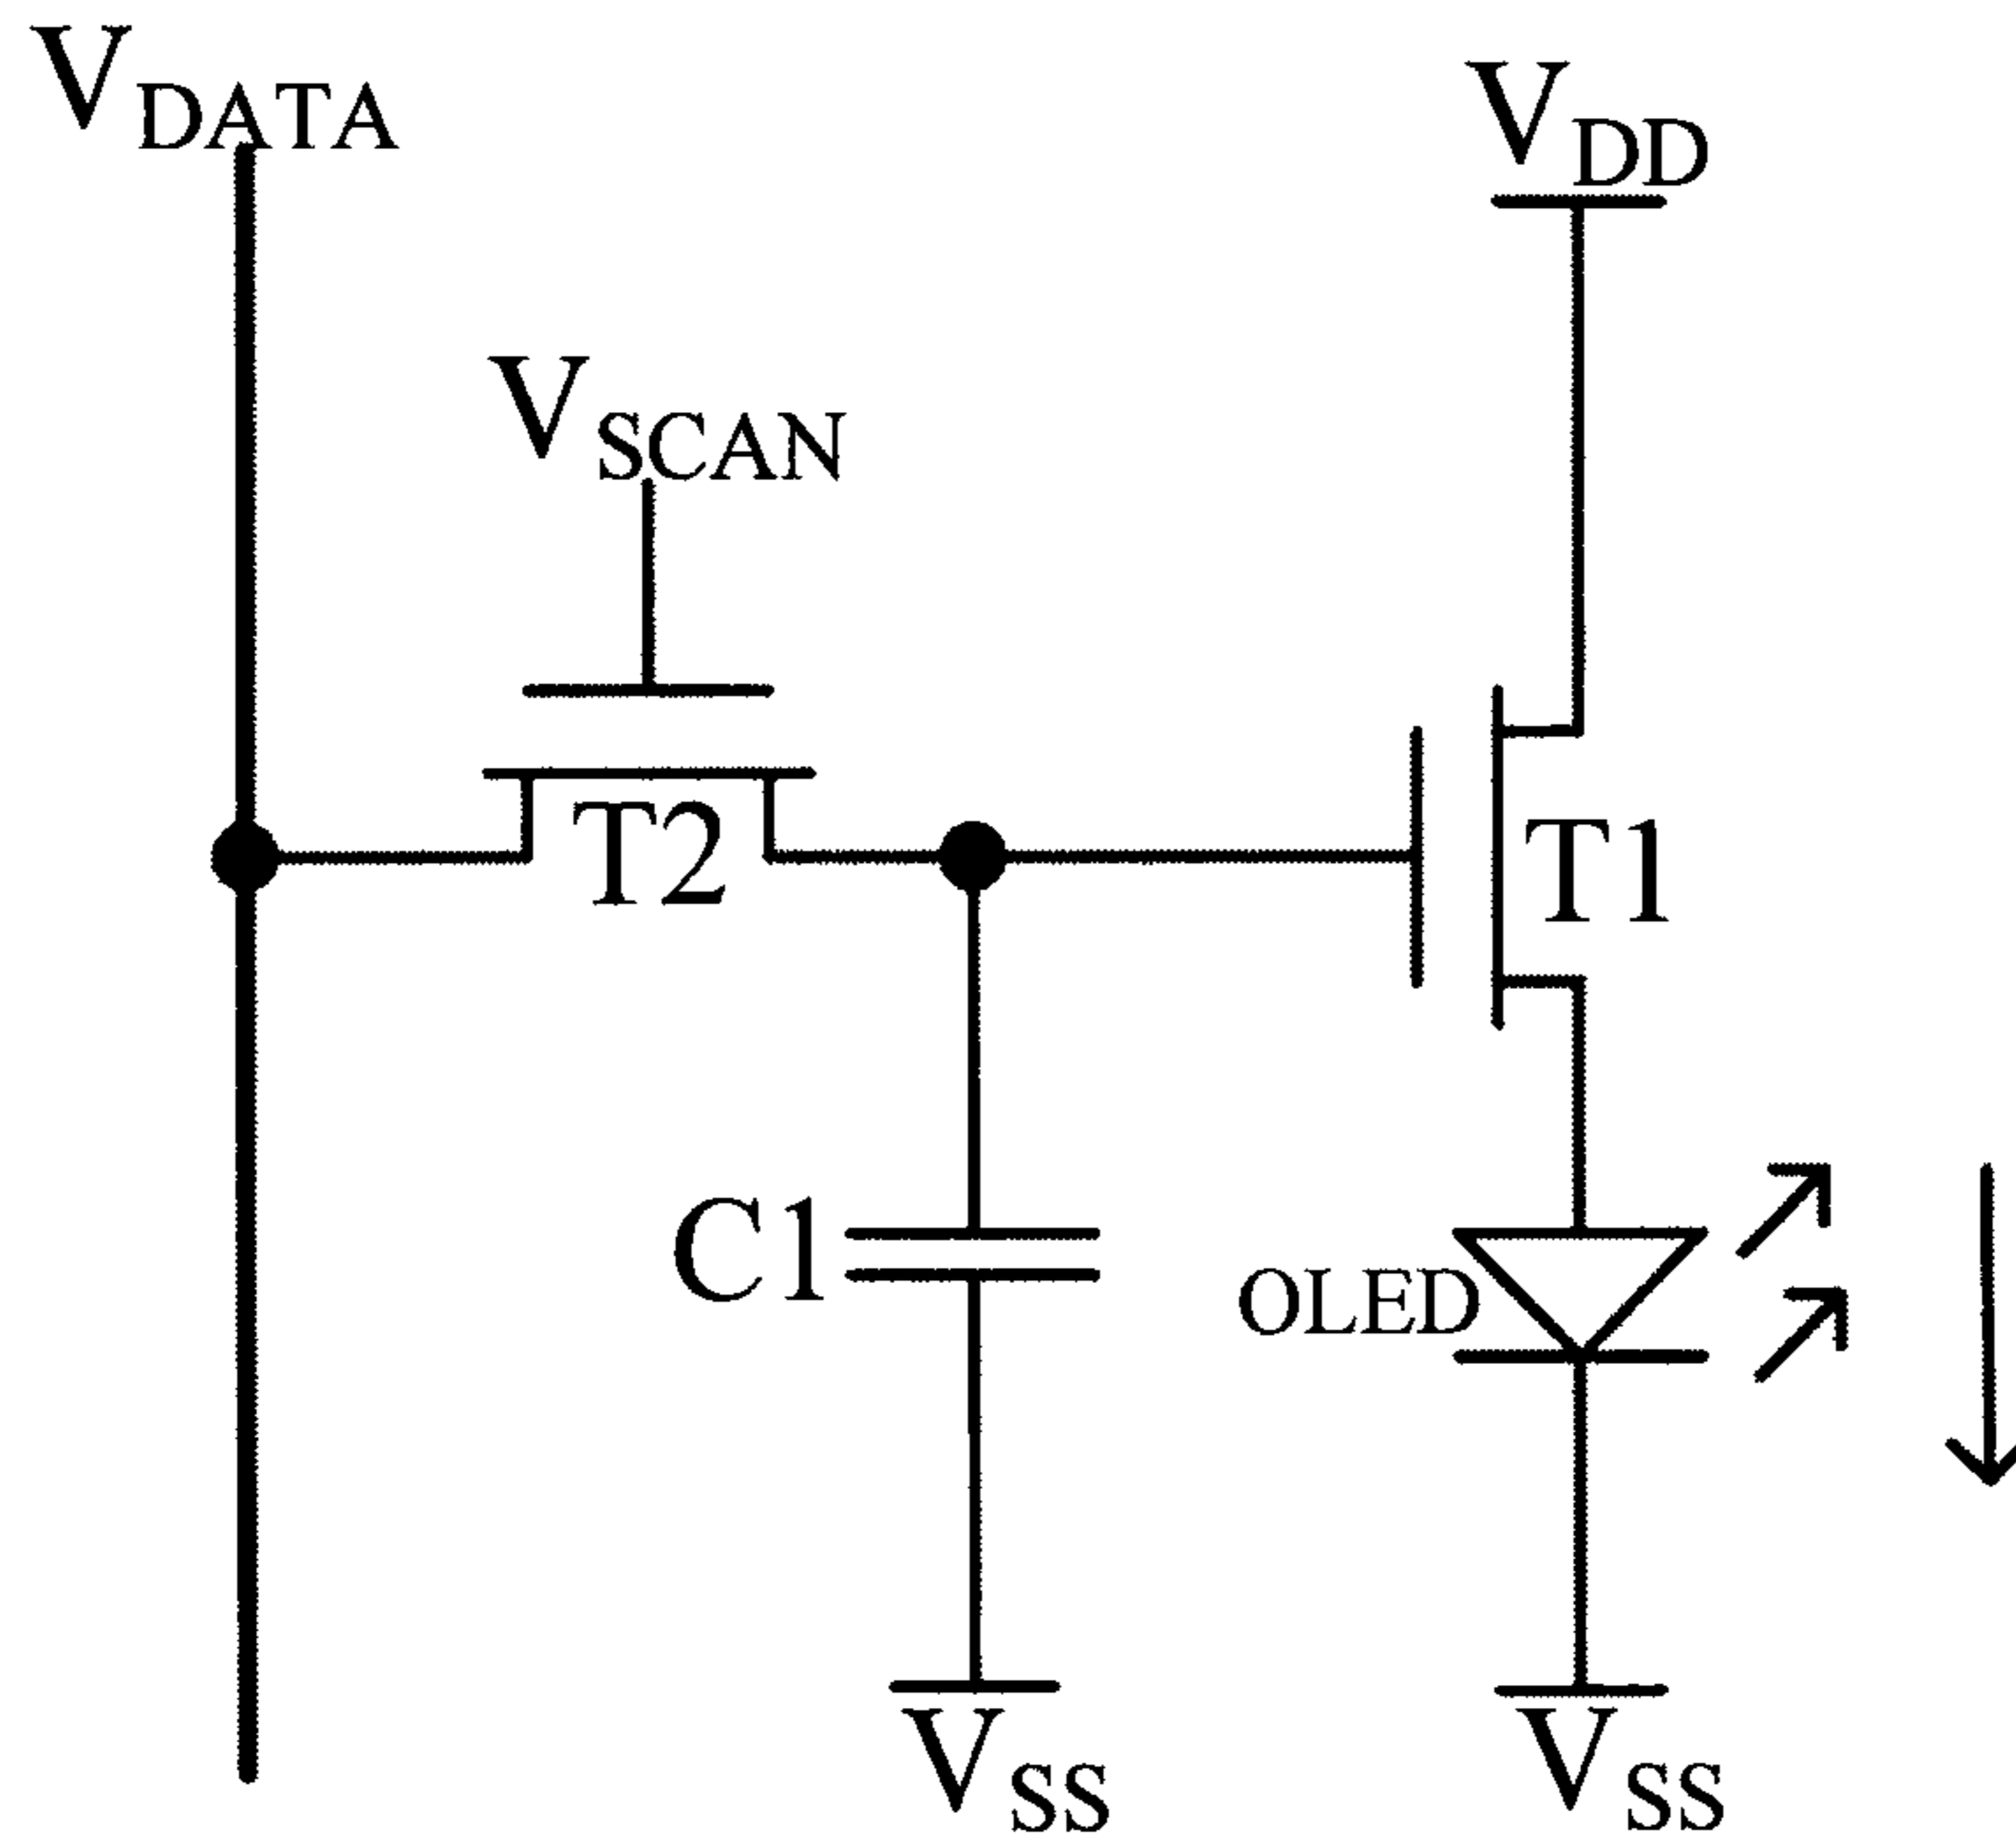 VDATA
VDD
VSCAN
T2
T1
C1
OLED
VSS
VSS